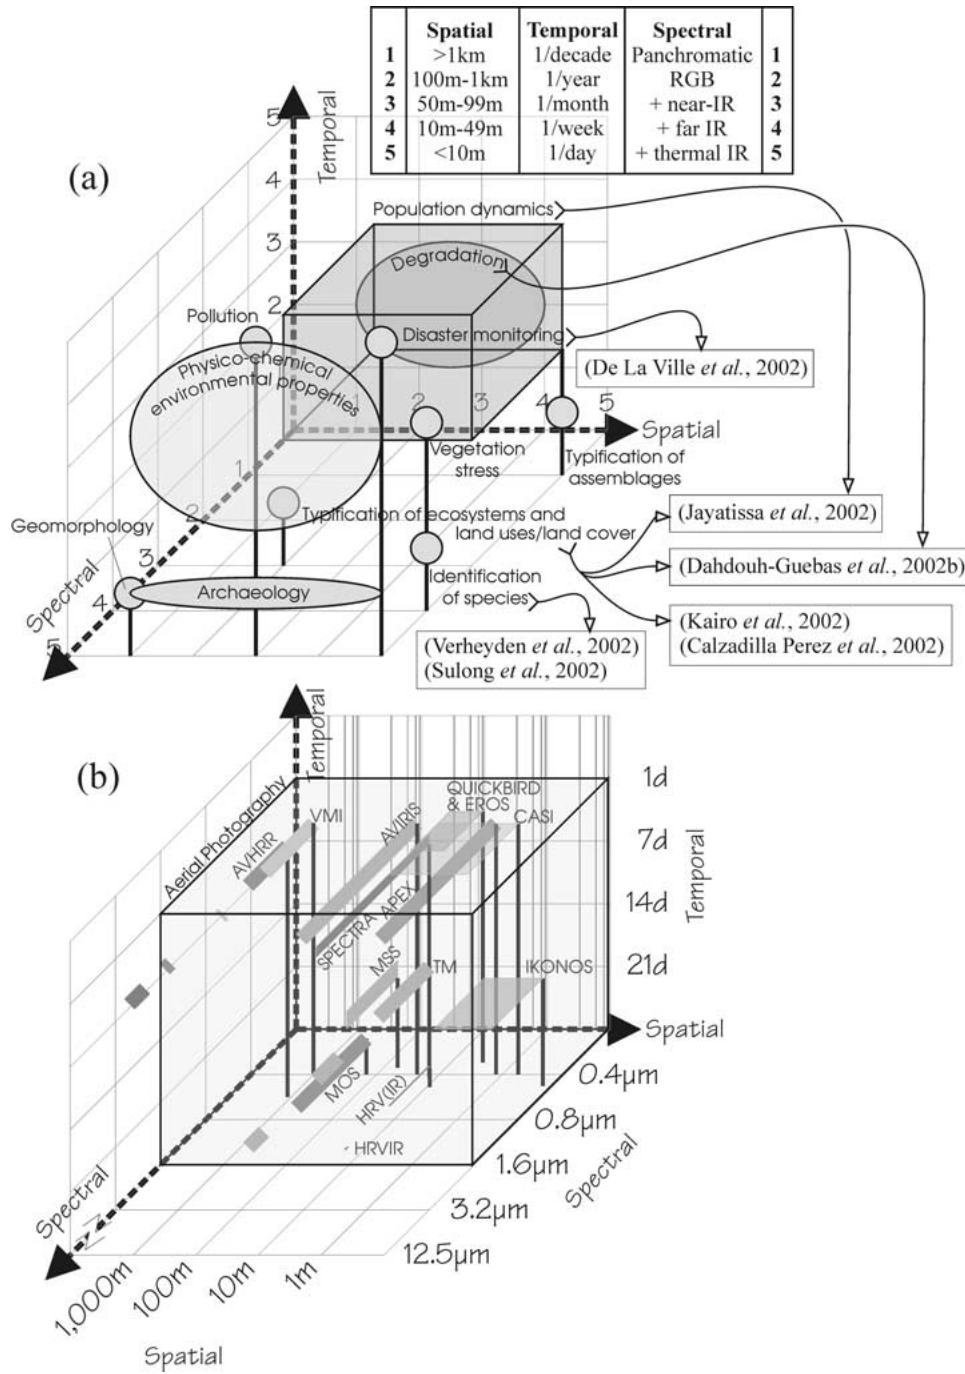 Spatial Temporal Spectral
1 >1km 1/decade Panchromatic 1
2 100m-1km 1/year RGB 2
3 50m-99m 1/month + near-IR 3
4 10m-49m 1/week + far IR 4
5 <10m 1/day + thermal IR 5
(a)
Temporal
5
4
3
2
Population dynamics
Degradation
Pollution
Disaster monitoring
Physico-chemical
environmental properties
(De La Ville et al., 2002)
1 2 3 4 5
Spatial
Vegetation
stress
Typification of
assemblages
1
2
3
4
5
Spectral
Geomorphology
Typification of ecosystems and
land uses/land cover
(Jayatissa et al., 2002)
(Dahdouh-Guebas et al., 2002b)
Archaeology
Identification
of species
(Kairo et al., 2002)
(Calzadilla Perez et al., 2002)
(Verheyden et al., 2002)
(Sulong et al., 2002)
(b)
Temporal
1d
7d
14d
21d
Temporal
Aerial Photography
QUICKBIRD
& EROS
VMI
AVIRIS
CASI
AVHRR
SPECTRA
APEX
MSS
TM
IKONOS
Spatial
MOS
HRV(IR)
HRVIR
0.4µm
0.8µm
1.6µm
3.2µm
12.5µm
Spectral
Spectral
1,000m
100m
10m
1m
Spatial